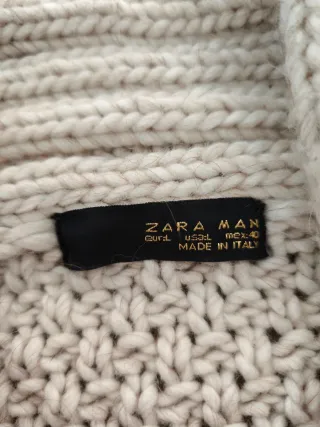 ZARA MAN
eur:L usa:L mex:40
MADE IN ITALY